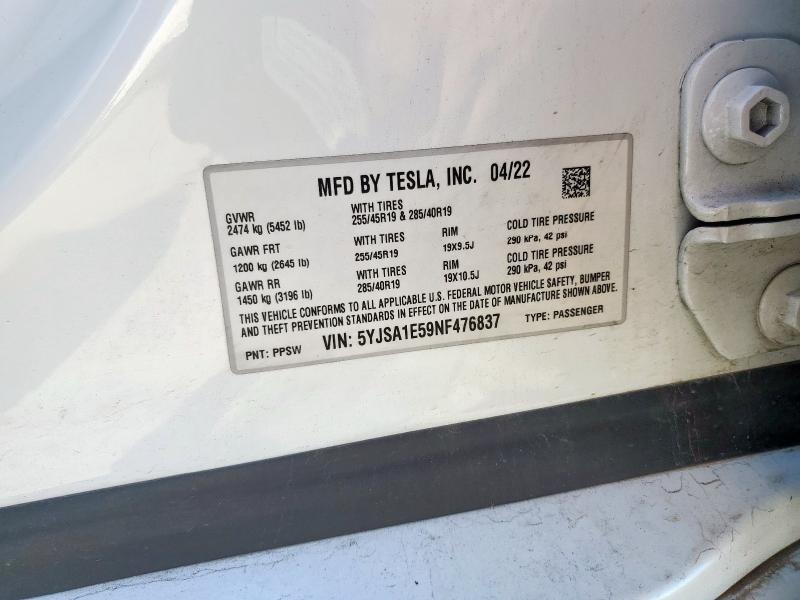 MFD BY TESLA, INC. 04/22
GVWR
2474 kg (5452 lb)
WITH TIRES
255/45R19 & 285/40R19
GAWR FRT
1200 kg (2645 lb)
WITH TIRES
255/45R19
RIM
19X9.5J
COLD TIRE PRESSURE
290 kPa, 42 psi
GAWR RR
1450 kg (3196 lb)
WITH TIRES
285/40R19
RIM
19X10.5J
COLD TIRE PRESSURE
290 kPa, 42 psi
THIS VEHICLE CONFORMS TO ALL APPLICABLE U.S. FEDERAL MOTOR VEHICLE SAFETY, BUMPER
AND THEFT PREVENTION STANDARDS IN EFFECT ON THE DATE OF MANUFACTURE SHOWN ABOVE.
PNT: PPSW VIN: 5YJSA1E59NF476837 TYPE: PASSENGER